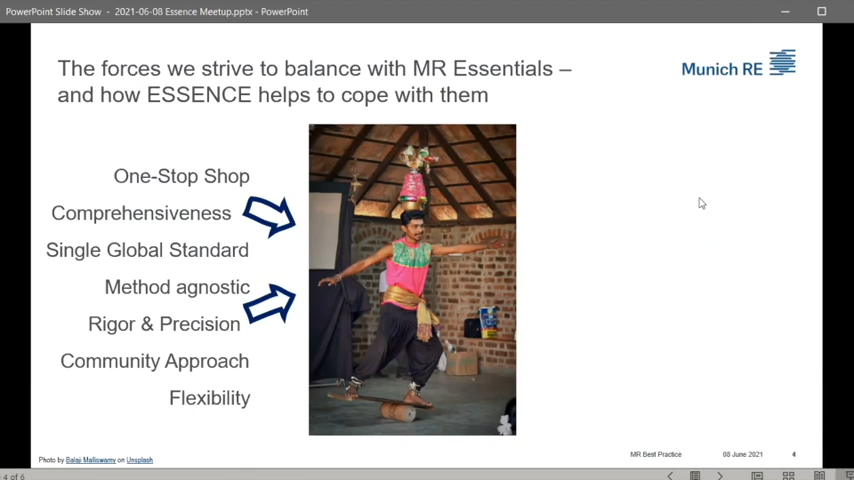 PowerPoint Slide Show - 2021-06-08 Essence Meetup.pptx - PowerPoint
The forces we strive to balance with MR Essentials –
and how ESSENCE helps to cope with them
Munich RE
One-Stop Shop
Comprehensiveness
Single Global Standard
Method agnostic
Rigor & Precision
Community Approach
Flexibility
Photo by Balaji Malliswamy on Unsplash
MR Best Practice
08 June 2021
4
4 of 6